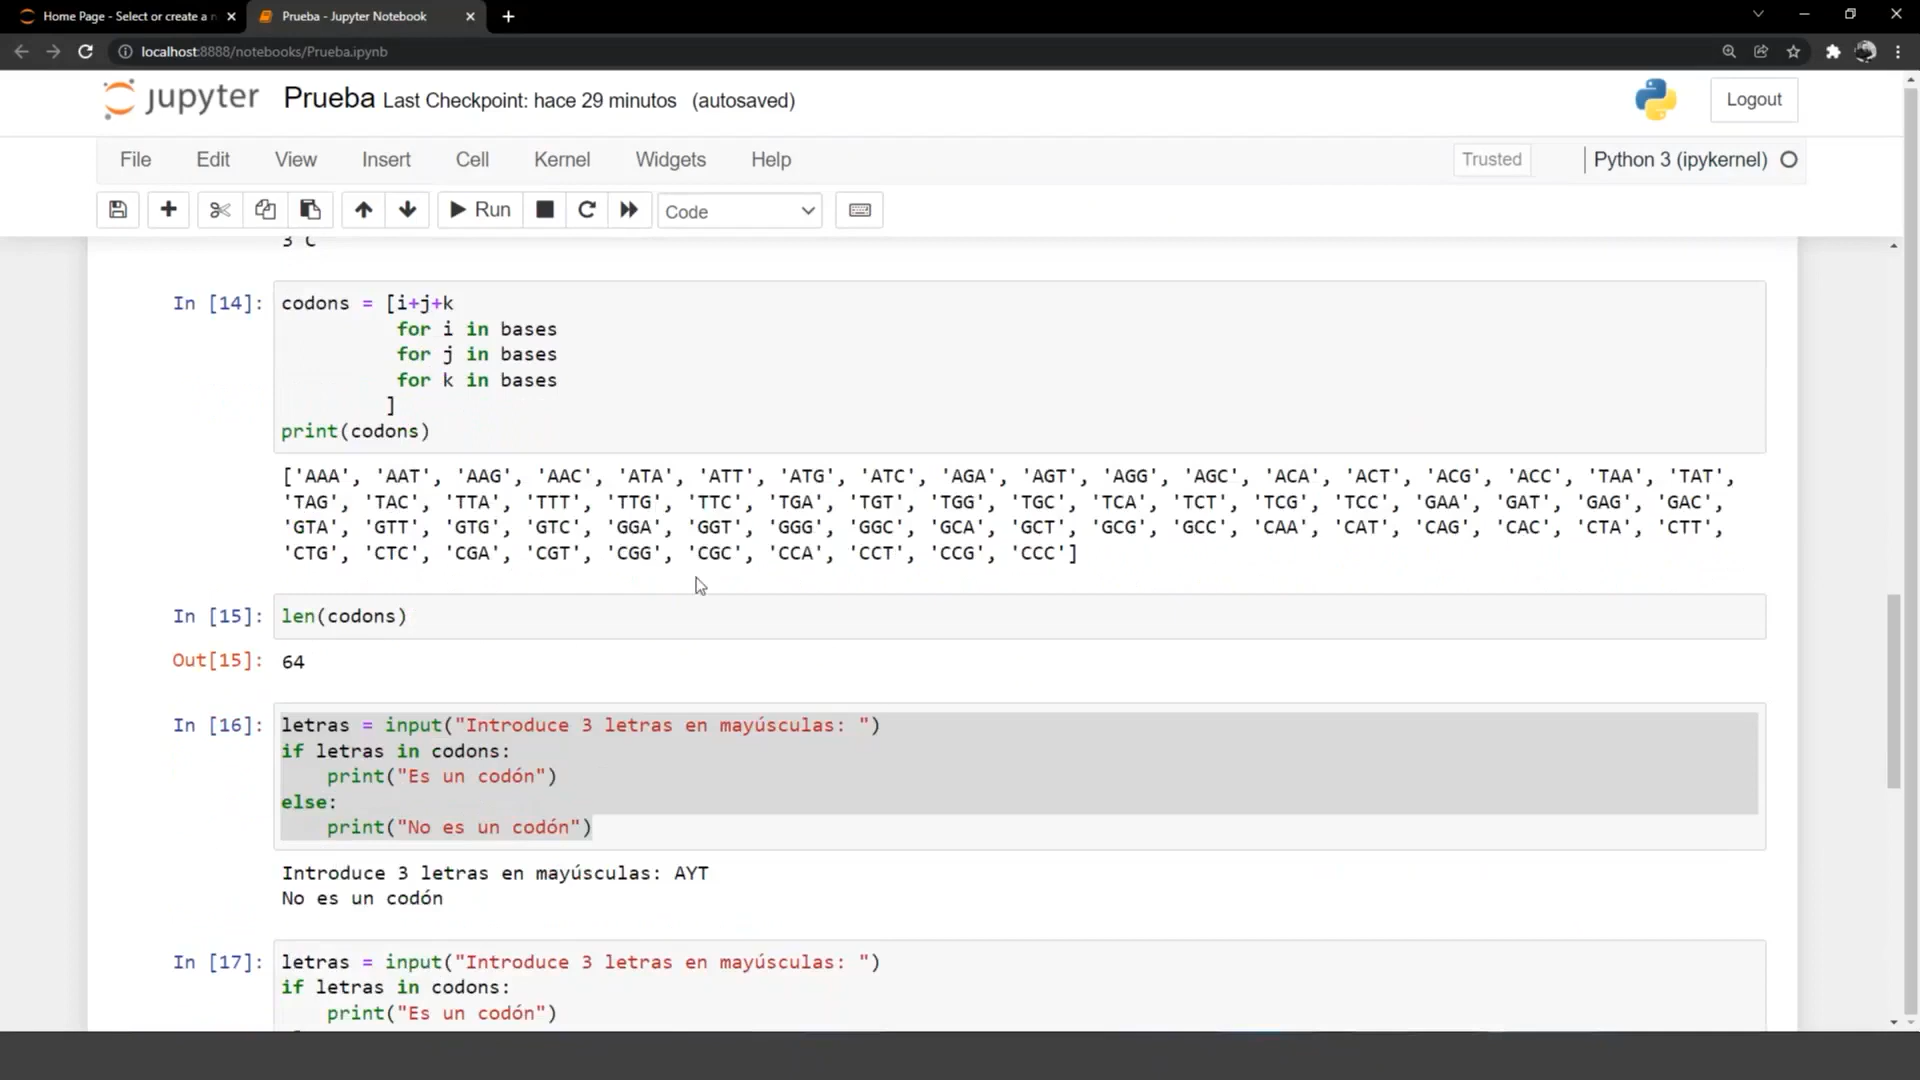 Home Page - Select or create a n
Prueba - Jupyter Notebook
localhost:8888/notebooks/Prueba.ipynb
jupyter Prueba Last Checkpoint: hace 29 minutos (autosaved)
Logout
File Edit View Insert Cell Kernel Widgets Help
Trusted
Python 3 (ipykernel)
Run
Code
3 C
In [14]: codons = [i+j+k
for i in bases
for j in bases
for k in bases
]
print(codons)
['AAA', 'AAT', 'AAG', 'AAC', 'ATA', 'ATT', 'ATG', 'ATC', 'AGA', 'AGT', 'AGG', 'AGC', 'ACA', 'ACT', 'ACG', 'ACC', 'TAA', 'TAT',
'TAG', 'TAC', 'TTA', 'TTT', 'TTG', 'TTC', 'TGA', 'TGT', 'TGG', 'TGC', 'TCA', 'TCT', 'TCG', 'TCC', 'GAA', 'GAT', 'GAG', 'GAC',
'GTA', 'GTT', 'GTG', 'GTC', 'GGA', 'GGT', 'GGG', 'GGC', 'GCA', 'GCT', 'GCG', 'GCC', 'CAA', 'CAT', 'CAG', 'CAC', 'CTA', 'CTT',
'CTG', 'CTC', 'CGA', 'CGT', 'CGG', 'CGC', 'CCA', 'CCT', 'CCG', 'CCC']
In [15]: len(codons)
Out[15]: 64
In [16]: letras = input("Introduce 3 letras en mayúsculas: ")
if letras in codons:
print("Es un codón")
else:
print("No es un codón")
Introduce 3 letras en mayúsculas: AYT
No es un codón
In [17]: letras = input("Introduce 3 letras en mayúsculas: ")
if letras in codons:
print("Es un codón")